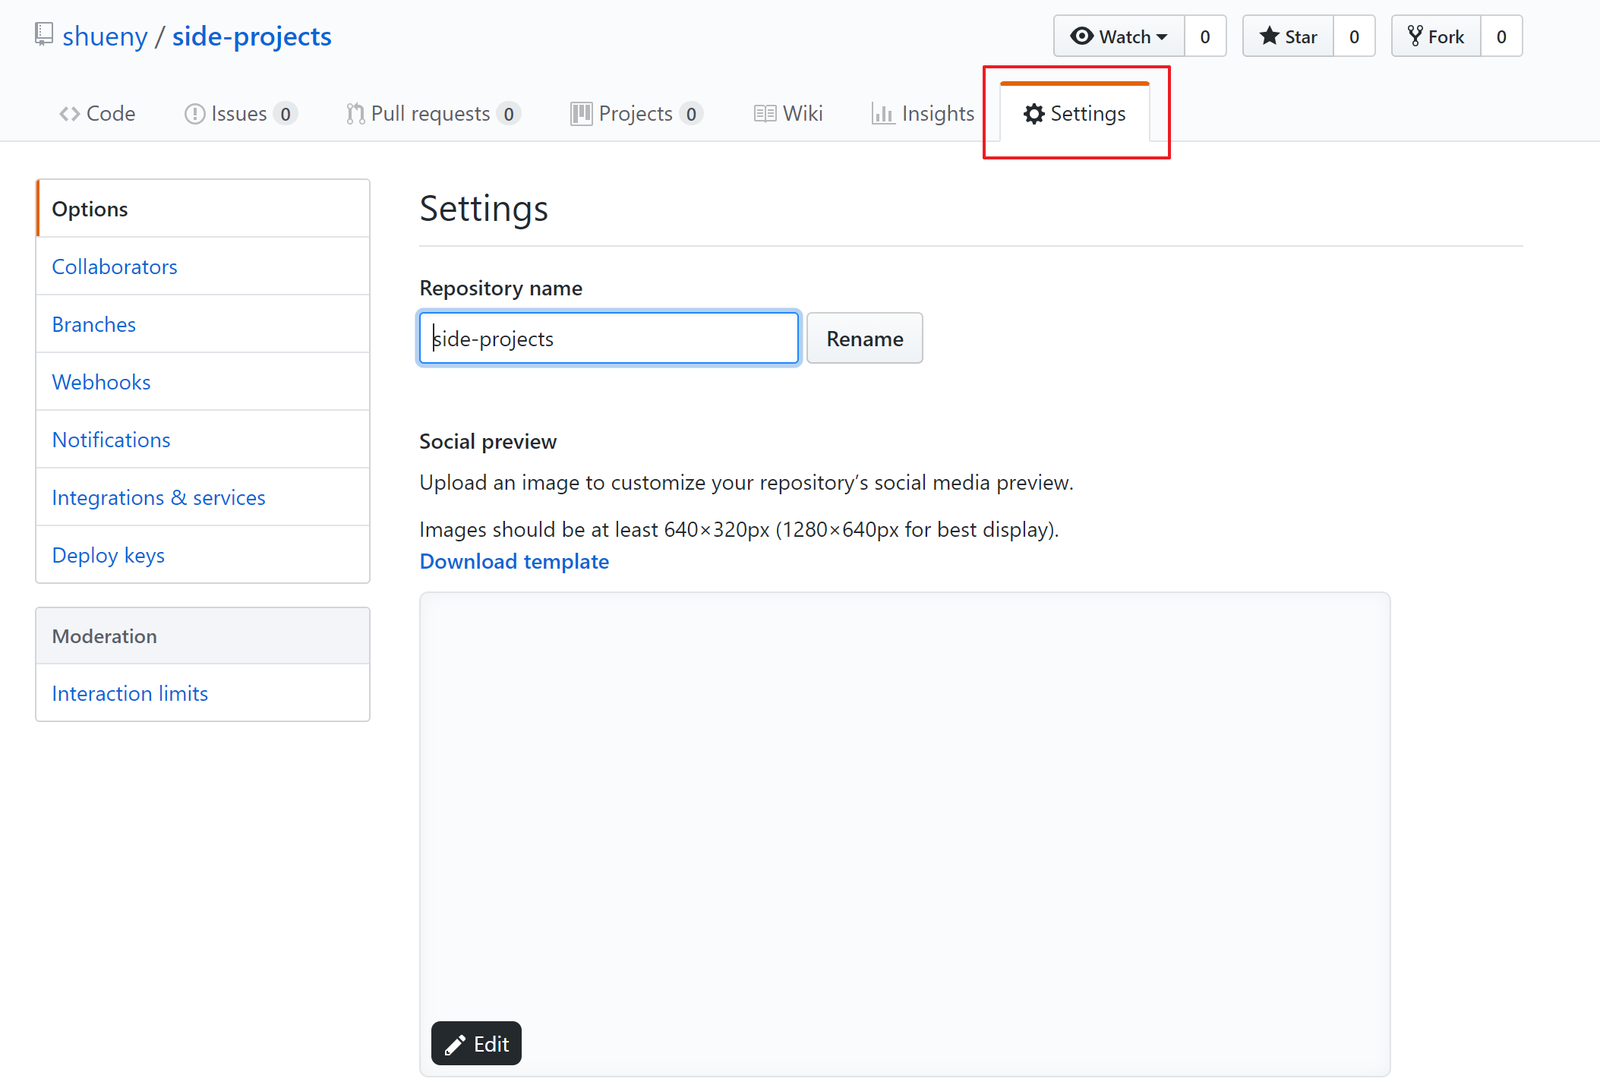 shueny / side-projects
Watch 0 Star 0 Fork 0
Code Issues 0 Pull requests 0 Projects 0 Wiki Insights Settings
Options
Collaborators
Branches
Webhooks
Notifications
Integrations & services
Deploy keys
Moderation
Interaction limits
Settings
Repository name
side-projects Rename
Social preview
Upload an image to customize your repository’s social media preview.
Images should be at least 640×320px (1280×640px for best display).
Download template
Edit